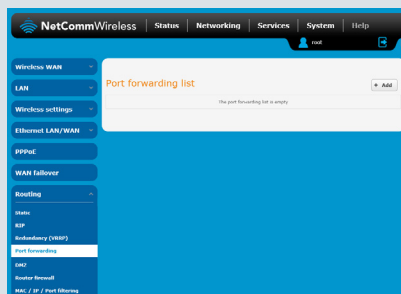 NetCommWireless Status Networking Services System Help
root
Wireless WAN
LAN
Wireless settings
Ethernet LAN/WAN
PPPoE
WAN failover
Routing
Static
RIP
Redundancy (VRRP)
Port forwarding
DMZ
Router firewall
MAC / IP / Port filtering
Port forwarding list
+ Add
The port forwarding list is empty